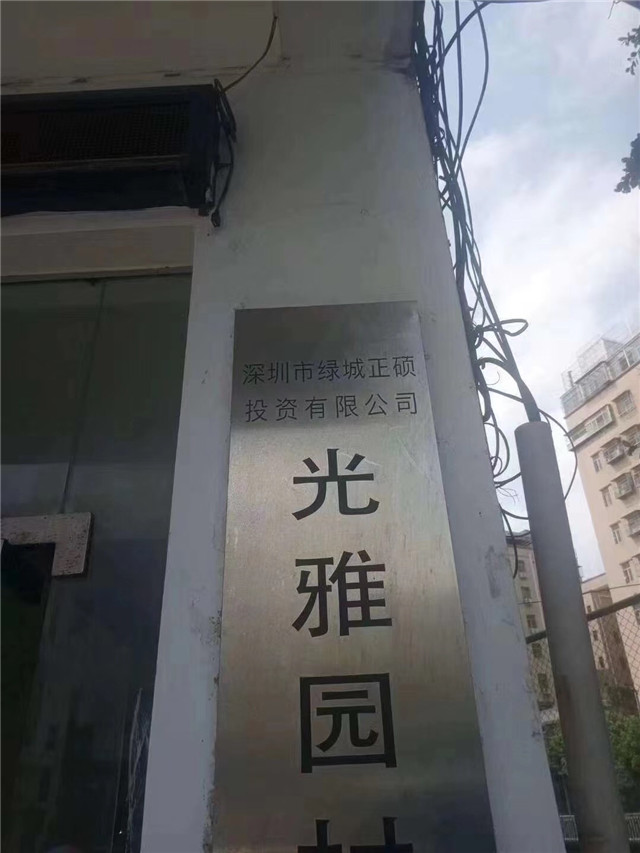 深圳市绿城正硕
投资有限公司
光雅园